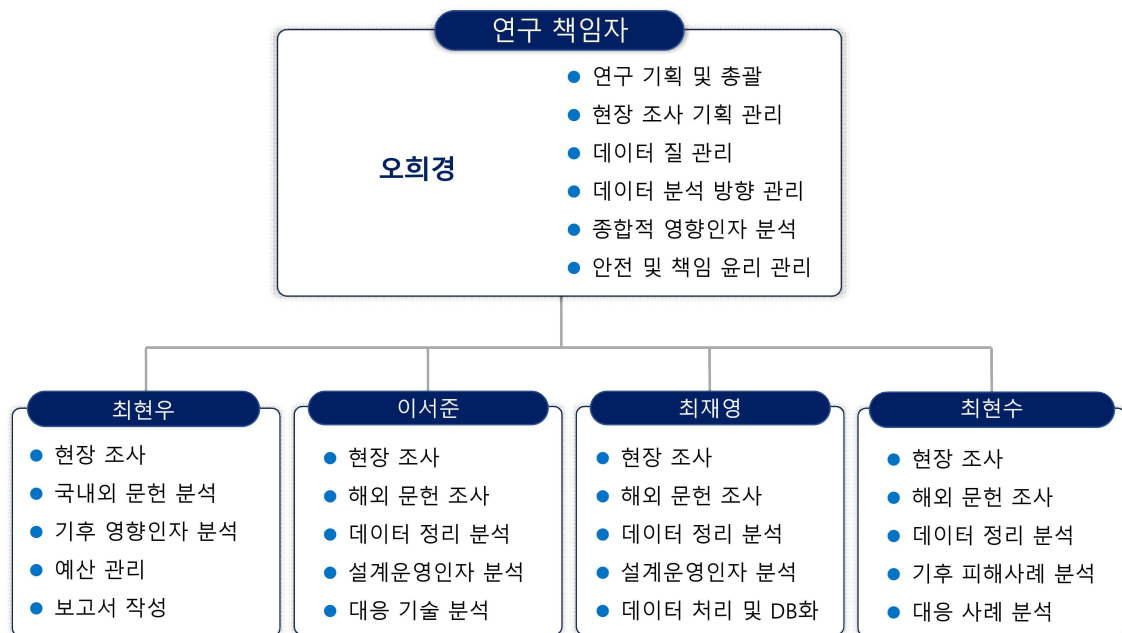 연구 책임자
오희경
연구 기획 및 총괄
현장 조사 기획 관리
데이터 질 관리
데이터 분석 방향 관리
종합적 영향인자 분석
안전 및 책임 윤리 관리
최현우
현장 조사
국내외 문헌 분석
기후 영향인자 분석
예산 관리
보고서 작성
이서준
현장 조사
해외 문헌 조사
데이터 정리 분석
설계운영인자 분석
대응 기술 분석
최재영
현장 조사
해외 문헌 조사
데이터 정리 분석
설계운영인자 분석
데이터 처리 및 DB화
최현수
현장 조사
해외 문헌 조사
데이터 정리 분석
기후 피해사례 분석
대응 사례 분석